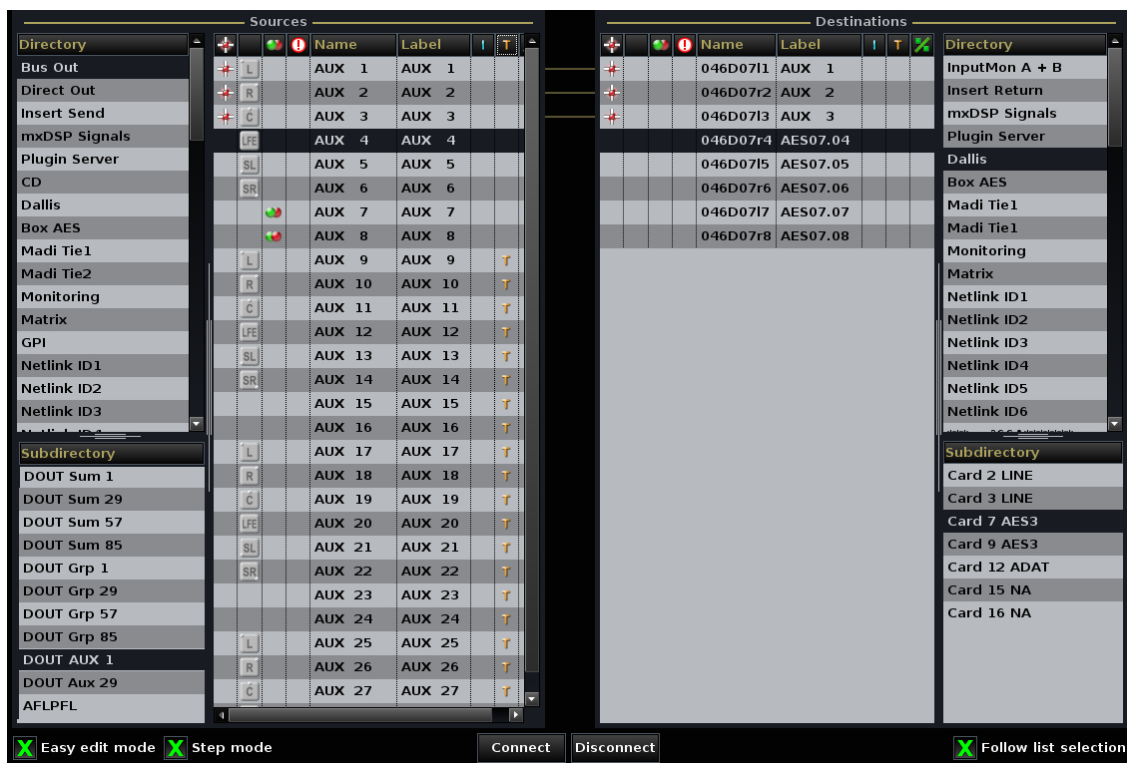 Sources
Directory
Bus Out
Direct Out
Insert Send
mxDSP Signals
Plugin Server
CD
Dallis
Box AES
Madi Tie1
Madi Tie2
Monitoring
Matrix
GPI
Netlink ID1
Netlink ID2
Netlink ID3
Subdirectory
DOUT Sum 1
DOUT Sum 29
DOUT Sum 57
DOUT Sum 85
DOUT Grp 1
DOUT Grp 29
DOUT Grp 57
DOUT Grp 85
DOUT AUX 1
DOUT Aux 29
AFLPFL
Name Label I T
L AUX 1 AUX 1
R AUX 2 AUX 2
C AUX 3 AUX 3
LFE AUX 4 AUX 4
SL AUX 5 AUX 5
SR AUX 6 AUX 6
AUX 7 AUX 7
AUX 8 AUX 8
L AUX 9 AUX 9 T
R AUX 10 AUX 10 T
C AUX 11 AUX 11 T
LFE AUX 12 AUX 12 T
SL AUX 13 AUX 13 T
SR AUX 14 AUX 14 T
AUX 15 AUX 15 T
AUX 16 AUX 16 T
L AUX 17 AUX 17 T
R AUX 18 AUX 18 T
C AUX 19 AUX 19 T
LFE AUX 20 AUX 20 T
SL AUX 21 AUX 21 T
SR AUX 22 AUX 22 T
AUX 23 AUX 23 T
AUX 24 AUX 24 T
L AUX 25 AUX 25 T
R AUX 26 AUX 26 T
C AUX 27 AUX 27 T
Destinations
Name Label I T
046D07l1 AUX 1
046D07r2 AUX 2
046D07l3 AUX 3
046D07r4 AES07.04
046D07l5 AES07.05
046D07r6 AES07.06
046D07l7 AES07.07
046D07r8 AES07.08
Directory
InputMon A + B
Insert Return
mxDSP Signals
Plugin Server
Dallis
Box AES
Madi Tie1
Madi Tie1
Monitoring
Matrix
Netlink ID1
Netlink ID2
Netlink ID3
Netlink ID4
Netlink ID5
Netlink ID6
Subdirectory
Card 2 LINE
Card 3 LINE
Card 7 AES3
Card 9 AES3
Card 12 ADAT
Card 15 NA
Card 16 NA
X Easy edit mode X Step mode Connect Disconnect X Follow list selection